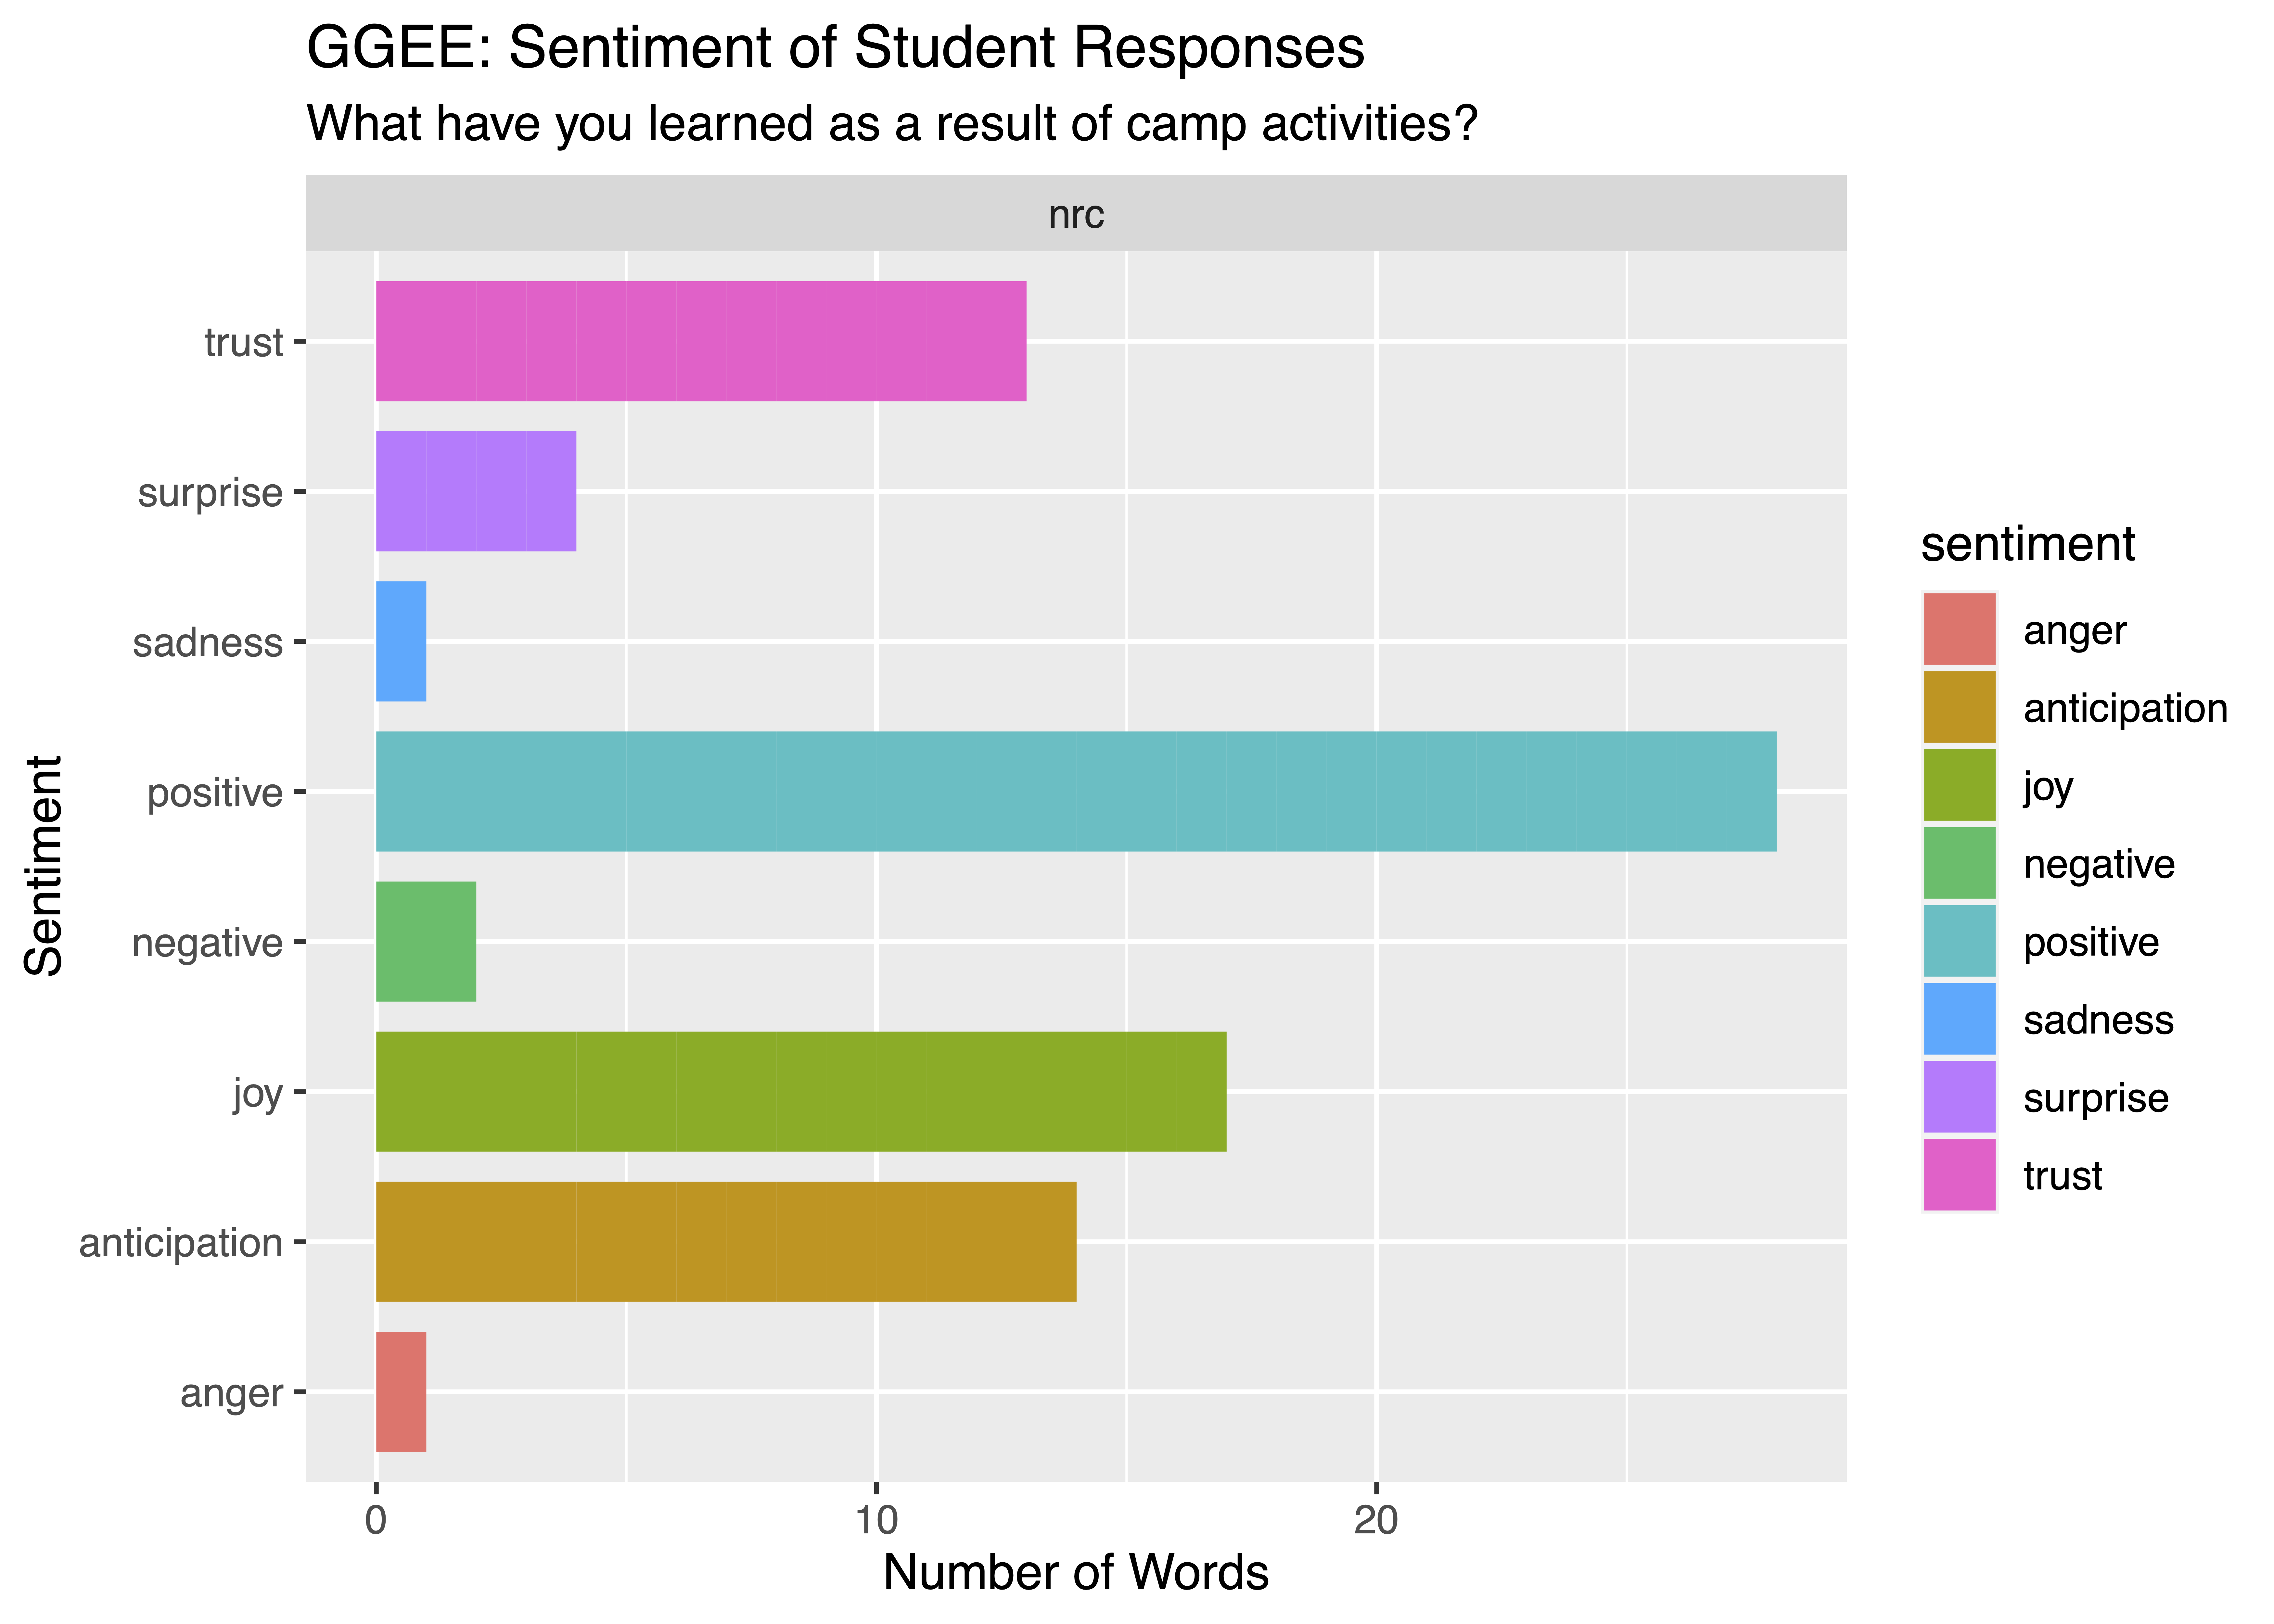 GGEE: Sentiment of Student Responses
What have you learned as a result of camp activities?
nrc
trust
surprise
sadness
positive
negative
joy
anticipation
anger
Sentiment
0 10 20
Number of Words
sentiment
anger
anticipation
joy
negative
positive
sadness
surprise
trust